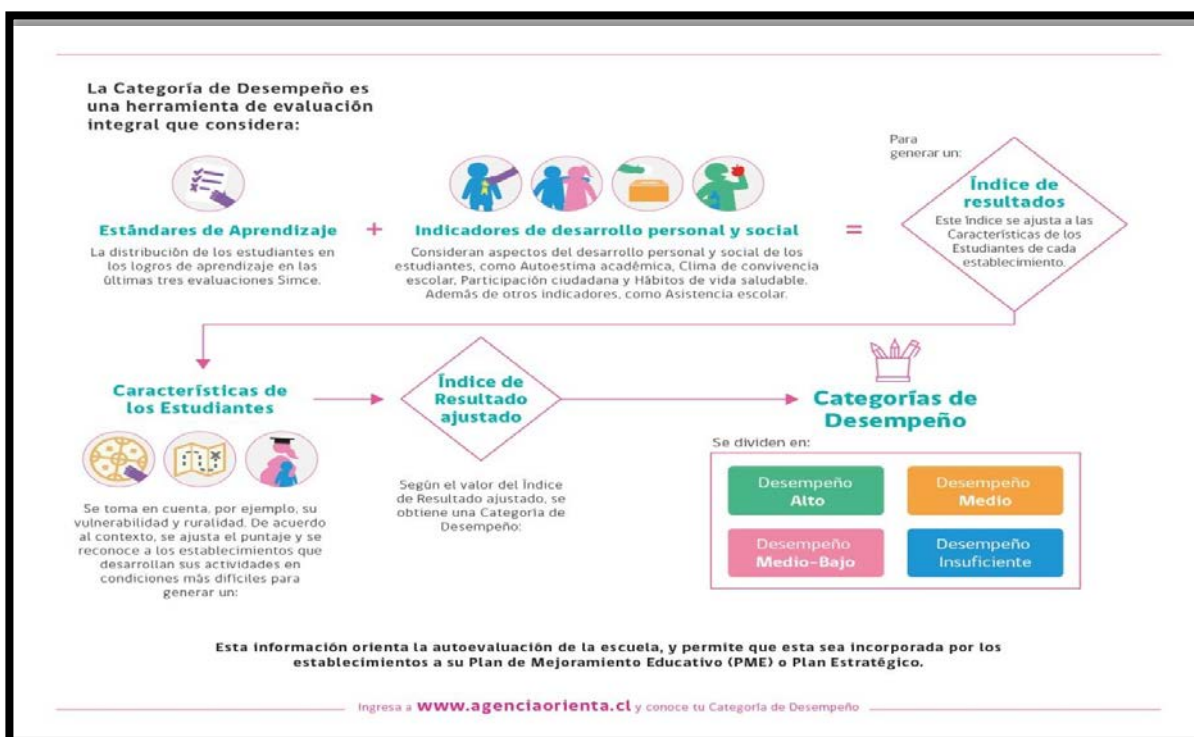 La Categoría de Desempeño es
una herramienta de evaluación
integral que considera:
Estándares de Aprendizaje
La distribución de los estudiantes en
los logros de aprendizaje en las
últimas tres evaluaciones Simce.
+
Indicadores de desarrollo personal y social
Consideran aspectos del desarrollo personal y social de los
estudiantes, como Autoestima académica, Clima de convivencia
escolar, Participación ciudadana y Hábitos de vida saludable.
Además de otros indicadores, como Asistencia escolar.
=
Para
generar un:
Índice de
resultados
Este índice se ajusta a las
Características de los
Estudiantes de cada
establecimiento.
Características de
los Estudiantes
Se toma en cuenta, por ejemplo, su
vulnerabilidad y ruralidad. De acuerdo
al contexto, se ajusta el puntaje y se
reconoce a los establecimientos que
desarrollan sus actividades en
condiciones más difíciles para
generar un:
Índice de
Resultado
ajustado
Según el valor del Índice
de Resultado ajustado, se
obtiene una Categoría de
Desempeño:
Categorías de
Desempeño
Se dividen en:
Desempeño
Alto
Desempeño
Medio
Desempeño
Medio-Bajo
Desempeño
Insuficiente
Esta información orienta la autoevaluación de la escuela, y permite que esta sea incorporada por los
establecimientos a su Plan de Mejoramiento Educativo (PME) o Plan Estratégico.
Ingresa a www.agenciaorienta.cl y conoce tu Categoría de Desempeño